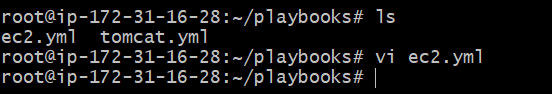 root@ip-172-31-16-28:~/playbooks# ls
ec2.yml  tomcat.yml
root@ip-172-31-16-28:~/playbooks# vi ec2.yml
root@ip-172-31-16-28:~/playbooks#